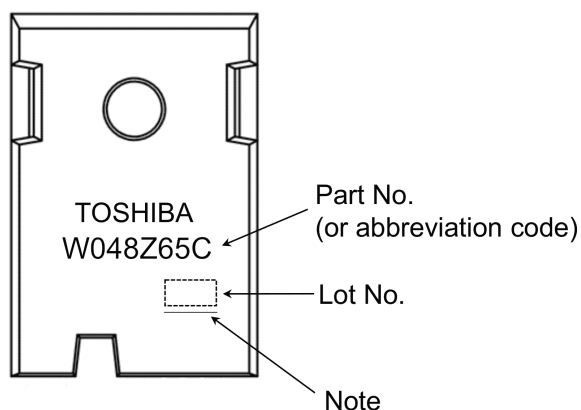 TOSHIBA
W048Z65C
Part No.
(or abbreviation code)
Lot No.
Note